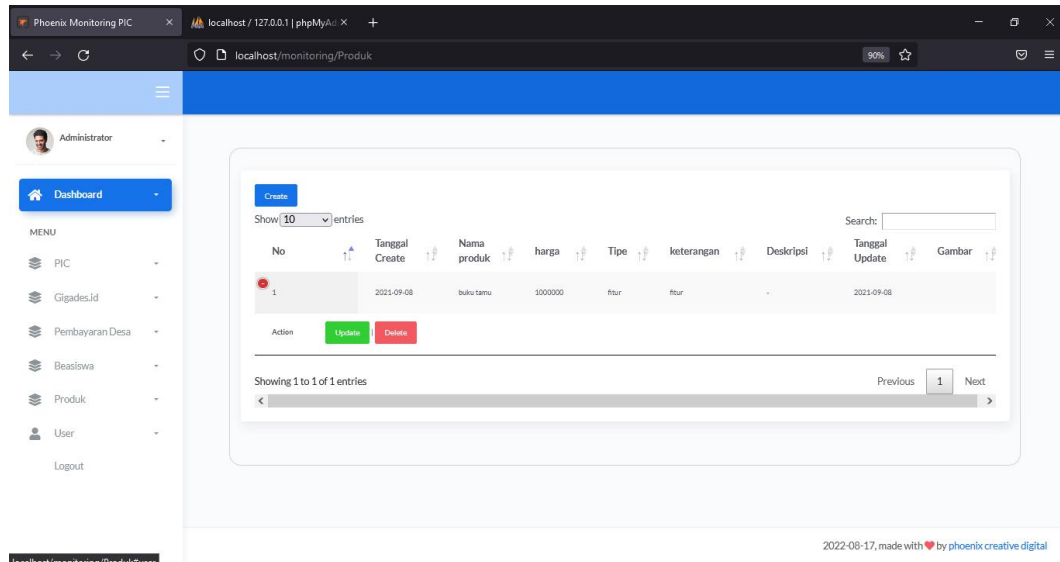 Phoenix Monitoring PIC
localhost / 127.0.0.1 | phpMyAd
localhost/monitoring/Produk
90%
Administrator
Dashboard
MENU
PIC
Gigades.id
Pembayaran Desa
Beasiswa
Produk
User
Logout
Create
Show 10 entries
Search:
No Tanggal Create Nama produk harga Tipe keterangan Deskripsi Tanggal Update Gambar
1 2021-09-08 buku tamu 1000000 fitur fitur - 2021-09-08
Action Update | Delete
Showing 1 to 1 of 1 entries
Previous 1 Next
2022-08-17, made with ❤ by phoenix creative digital